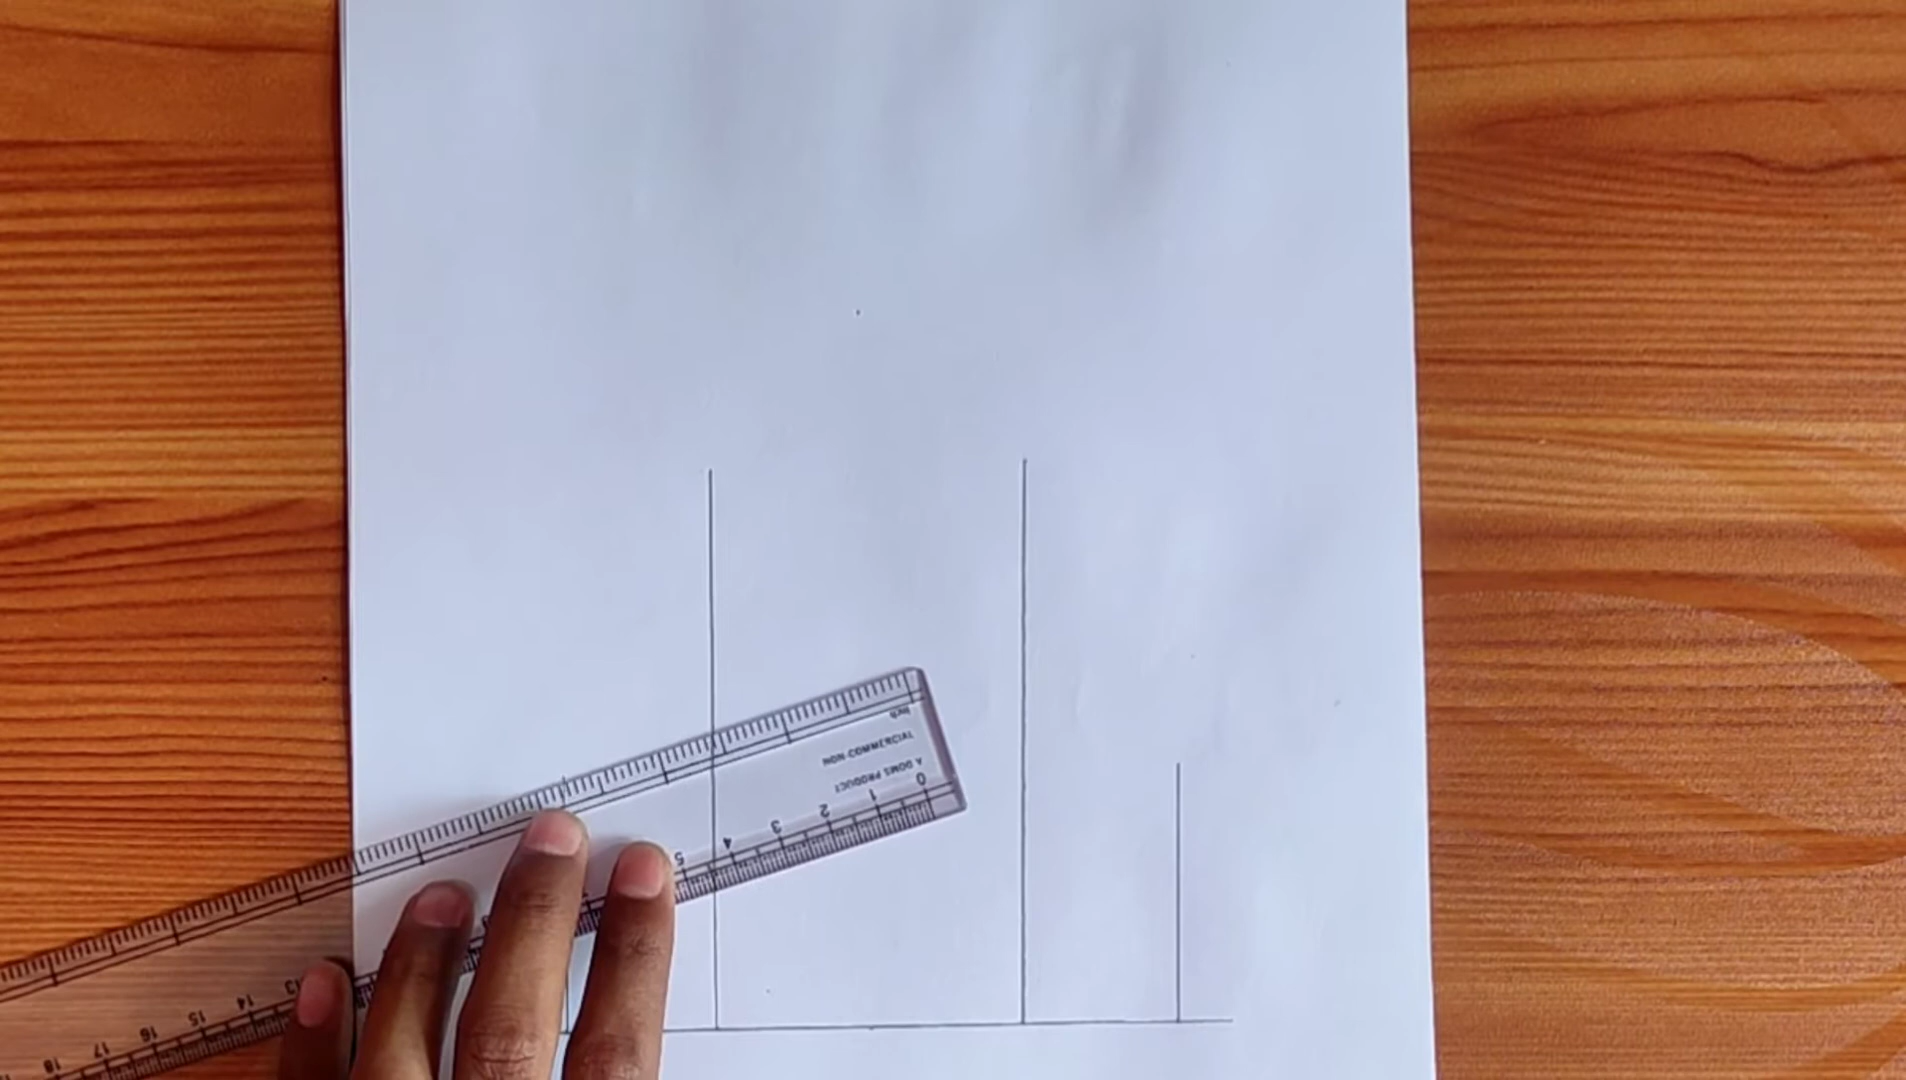 A DOMS PRODUCT
NON-COMMERCIAL
Inch
0 1 2 3 4 5
13 14 15 16 17 18